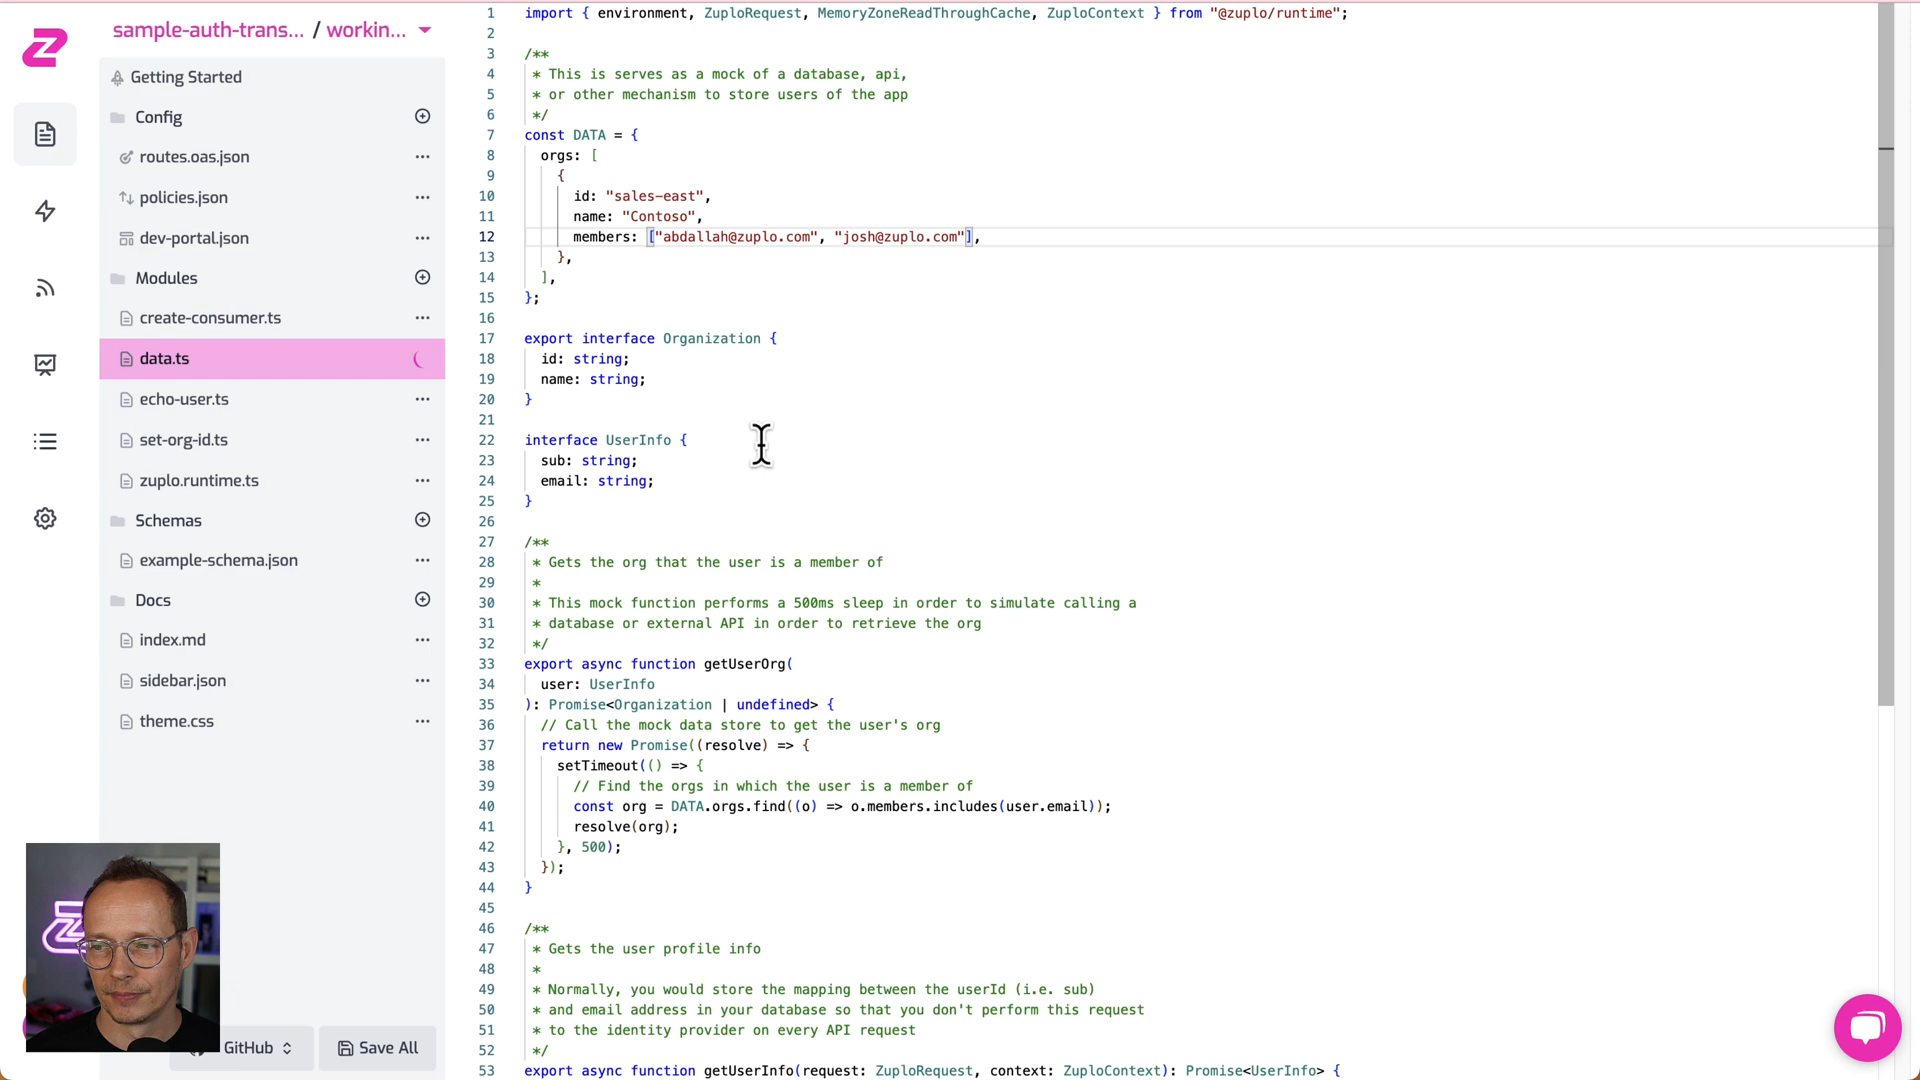 sample-auth-trans... / workin...
Getting Started
Config
routes.oas.json
policies.json
dev-portal.json
Modules
create-consumer.ts
data.ts
echo-user.ts
set-org-id.ts
zuplo.runtime.ts
Schemas
example-schema.json
Docs
index.md
sidebar.json
theme.css
GitHub
Save All
1 import { environment, ZuploRequest, MemoryZoneReadThroughCache, ZuploContext } from "@zuplo/runtime";
2
3 /**
4 * This is serves as a mock of a database, api,
5 * or other mechanism to store users of the app
6 */
7 const DATA = {
8 orgs: [
9 {
10 id: "sales-east",
11 name: "Contoso",
12 members: ["abdallah@zuplo.com", "josh@zuplo.com"],
13 },
14 ],
15 };
16
17 export interface Organization {
18 id: string;
19 name: string;
20 }
21
22 interface UserInfo {
23 sub: string;
24 email: string;
25 }
26
27 /**
28 * Gets the org that the user is a member of
29 *
30 * This mock function performs a 500ms sleep in order to simulate calling a
31 * database or external API in order to retrieve the org
32 */
33 export async function getUserOrg(
34 user: UserInfo
35 ): Promise<Organization | undefined> {
36 // Call the mock data store to get the user's org
37 return new Promise((resolve) => {
38 setTimeout(() => {
39 // Find the orgs in which the user is a member of
40 const org = DATA.orgs.find((o) => o.members.includes(user.email));
41 resolve(org);
42 }, 500);
43 });
44 }
45
46 /**
47 * Gets the user profile info
48 *
49 * Normally, you would store the mapping between the userId (i.e. sub)
50 * and email address in your database so that you don't perform this request
51 * to the identity provider on every API request
52 */
53 export async function getUserInfo(request: ZuploRequest, context: ZuploContext): Promise<UserInfo> {